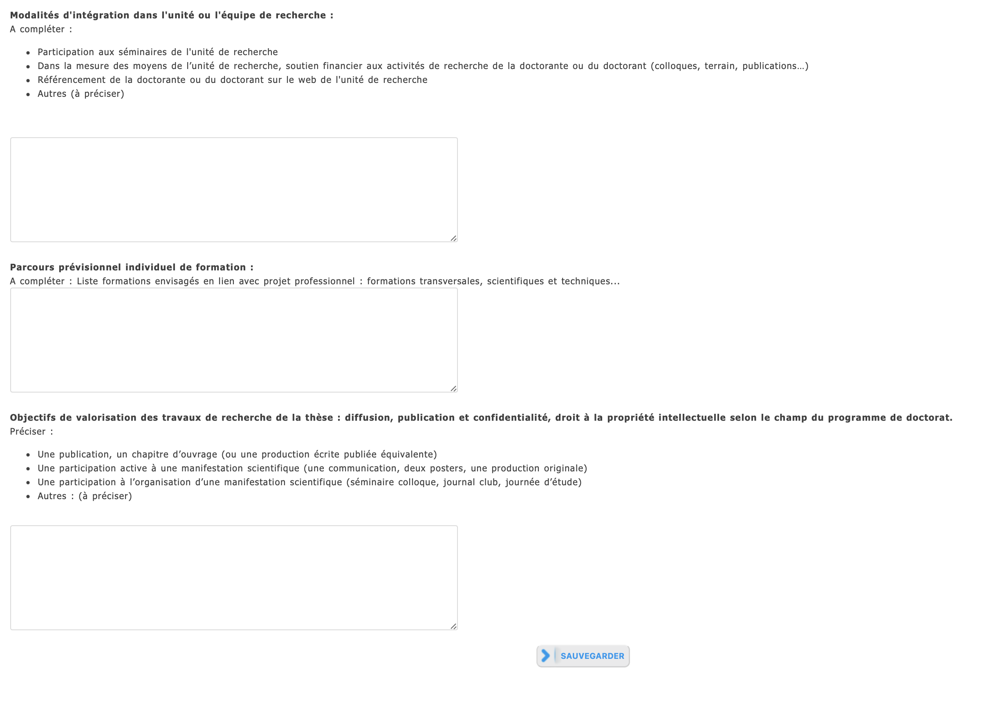 Modalités d'intégration dans l'unité ou l'équipe de recherche :
A compléter :
Participation aux séminaires de l'unité de recherche
Dans la mesure des moyens de l’unité de recherche, soutien financier aux activités de recherche de la doctorante ou du doctorant (colloques, terrain, publications…)
Référencement de la doctorante ou du doctorant sur le web de l'unité de recherche
Autres (à préciser)
Parcours prévisionnel individuel de formation :
A compléter : Liste formations envisagés en lien avec projet professionnel : formations transversales, scientifiques et techniques...
Objectifs de valorisation des travaux de recherche de la thèse : diffusion, publication et confidentialité, droit à la propriété intellectuelle selon le champ du programme de doctorat.
Préciser :
Une publication, un chapitre d’ouvrage (ou une production écrite publiée équivalente)
Une participation active à une manifestation scientifique (une communication, deux posters, une production originale)
Une participation à l’organisation d’une manifestation scientifique (séminaire colloque, journal club, journée d’étude)
Autres : (à préciser)
SAUVEGARDER